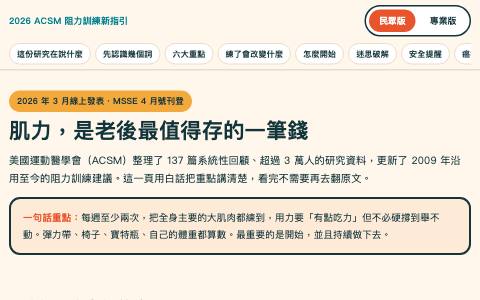 2026 ACSM 阻力訓練新指引
民眾版
專業版
這份研究在說什麼
先認識幾個詞
六大重點
練了會改變什麼
怎麼開始
迷思破解
安全提醒
2026 年 3 月線上發表・MSSE 4 月號刊登
肌力，是老後最值得存的一筆錢
美國運動醫學會（ACSM）整理了 137 篇系統性回顧、超過 3 萬人的研究資料，更新了 2009 年沿
用至今的阻力訓練建議。這一頁用白話把重點講清楚，看完不需要再去翻原文。
一句話重點：每週至少兩次，把全身主要的大肌肉都練到，用力要「有點吃力」但不必硬撐到舉不
動。彈力帶、椅子、寶特瓶、自己的體重都算數。最重要的是開始，並且持續做下去。